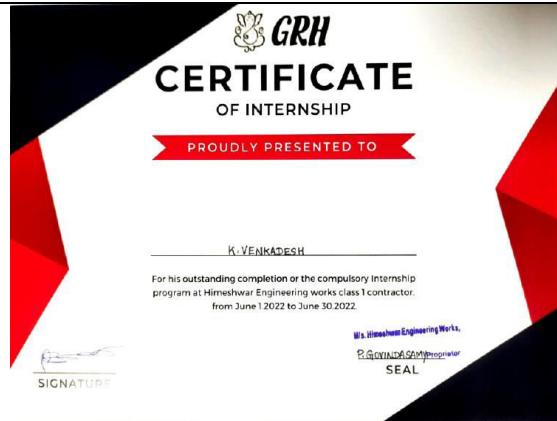 GRH
CERTIFICATE
OF INTERNSHIP
PROUDLY PRESENTED TO
K. VENKADESH
For his outstanding completion or the compulsory Internship
program at Himeshwar Engineering works class 1 contractor.
from June 1 2022 to June 30.2022.
M/s. Himeshwar Engineering Works,
P. GOVINDASAMY Proprietor
SIGNATURE
SEAL